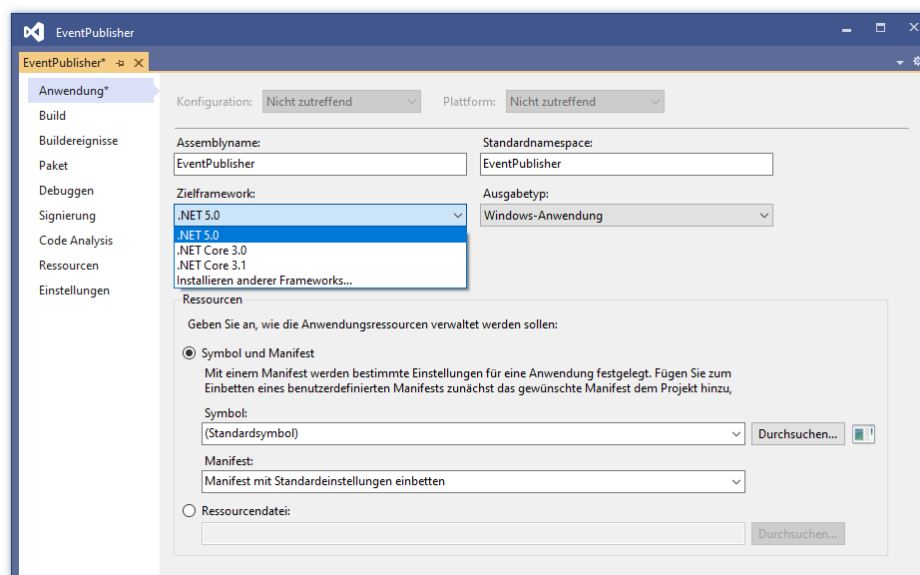 EventPublisher
EventPublisher*
Anwendung*
Build
Buildereignisse
Paket
Debuggen
Signierung
Code Analysis
Ressourcen
Einstellungen
Konfiguration: Nicht zutreffend Plattform: Nicht zutreffend
Assemblyname: Standardnamespace:
EventPublisher EventPublisher
Zielframework: Ausgabetyp:
.NET 5.0 Windows-Anwendung
.NET 5.0
.NET Core 3.0
.NET Core 3.1
Installieren anderer Frameworks...
Ressourcen
Geben Sie an, wie die Anwendungsressourcen verwaltet werden sollen:
Symbol und Manifest
Mit einem Manifest werden bestimmte Einstellungen für eine Anwendung festgelegt. Fügen Sie zum
Einbetten eines benutzerdefinierten Manifests zunächst das gewünschte Manifest dem Projekt hinzu,
Symbol:
(Standardsymbol) Durchsuchen...
Manifest:
Manifest mit Standardeinstellungen einbetten
Ressourcendatei:
Durchsuchen...